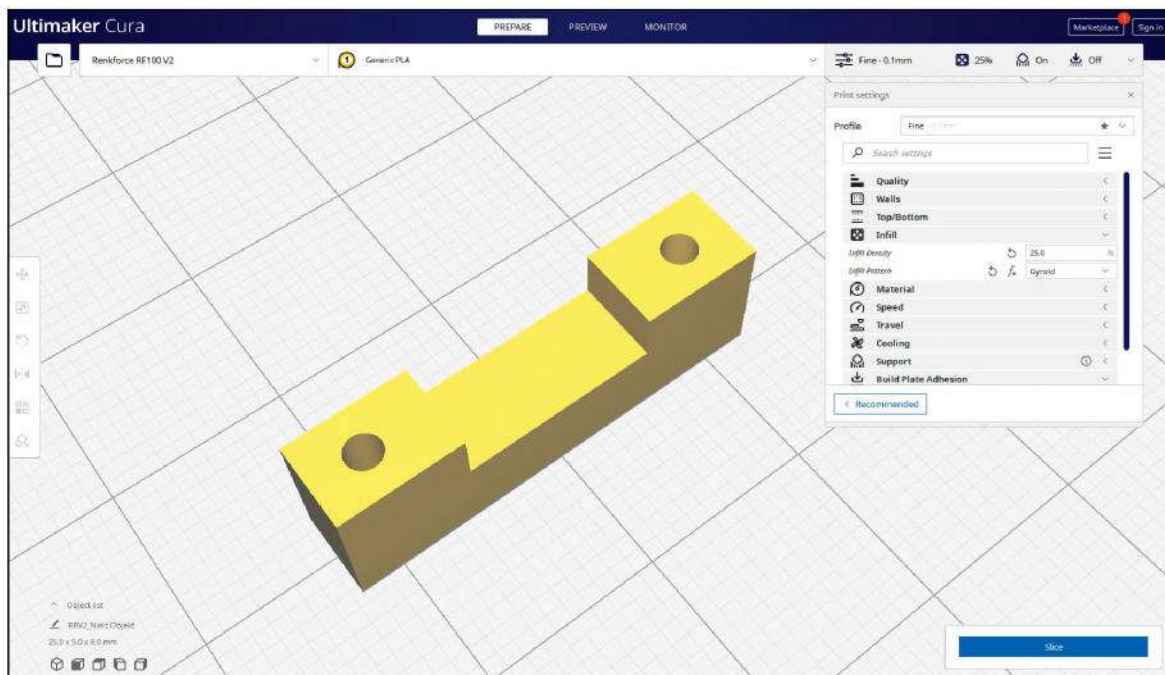 Ultimaker Cura
PREPARE
PREVIEW
MONITOR
Marketplace
1
Sign in
Renkforce RF100 V2
1
Generic PLA
Fine - 0.1mm
25%
On
Off
Print settings
Profile
Fine
Search settings
Quality
Walls
Top/Bottom
Infill
Infill Density
25.0
%
Infill Pattern
Gyroid
Material
Speed
Travel
Cooling
Support
Build Plate Adhesion
Recommended
Object list
25.0 x 5.0 x 8.0 mm
Slice